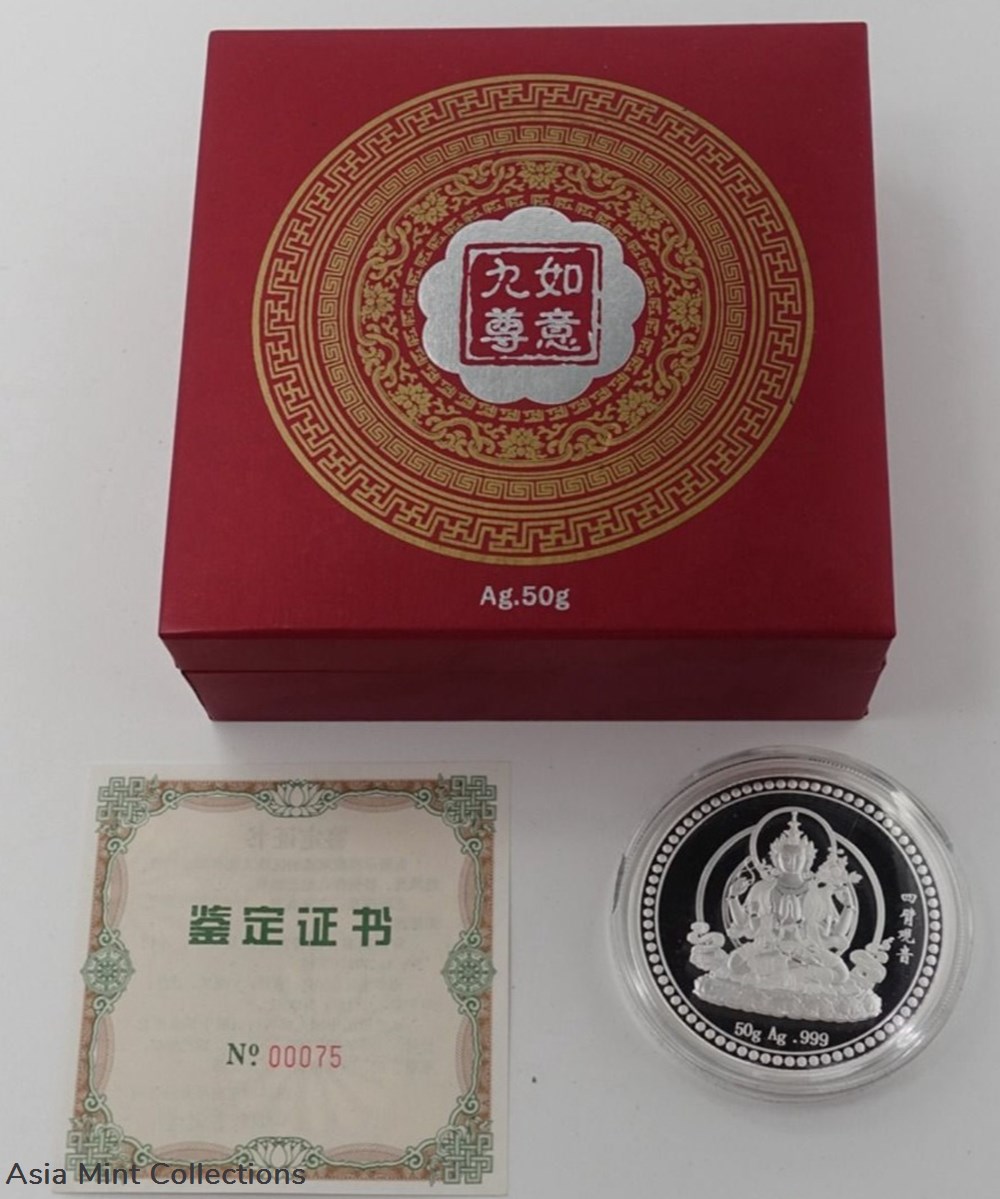 九如
尊意
Ag.50g
鉴定证书
Nº 00075
四臂观音
50g Ag .999
Asia Mint Collections